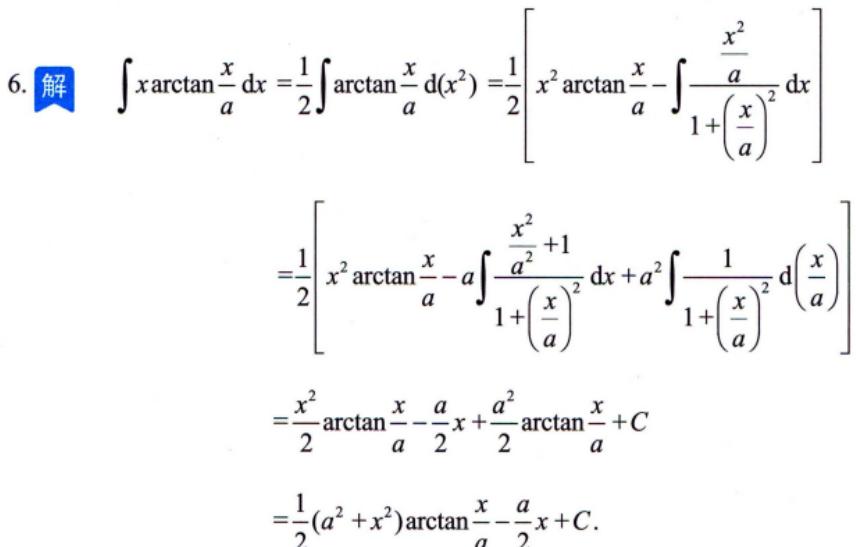 6. 解 ∫ x arctan x/a dx = 1/2 ∫ arctan x/a d(x²) = 1/2 [ x² arctan x/a − ∫ (x²/a)/(1+(x/a)²) dx ]
= 1/2 [ x² arctan x/a − a ∫ (x²/a² + 1)/(1+(x/a)²) dx + a² ∫ 1/(1+(x/a)²) d(x/a) ]
= x²/2 arctan x/a − a/2 x + a²/2 arctan x/a + C
= 1/2 (a² + x²) arctan x/a − a/2 x + C.